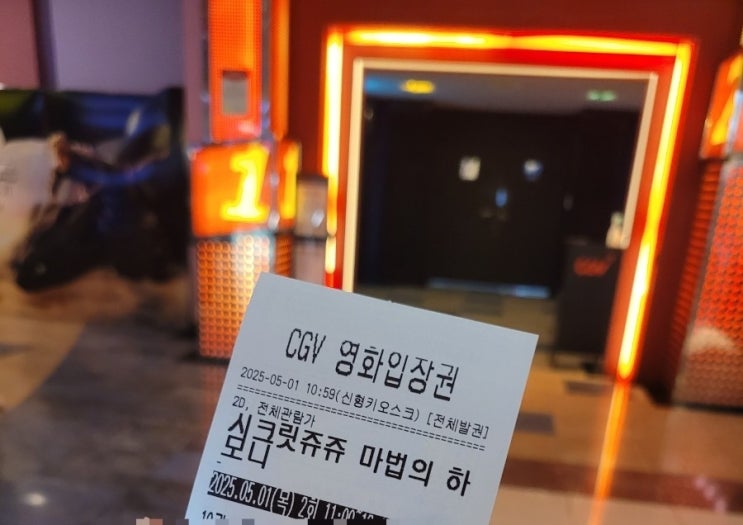 1
CGV 영화입장권
2025-05-01 10:59(신형키오스크) [전체발권]
2D, 전체관람가
시크릿쥬쥬 마법의 하
모니
2025.05.01(목) 2회 11:00